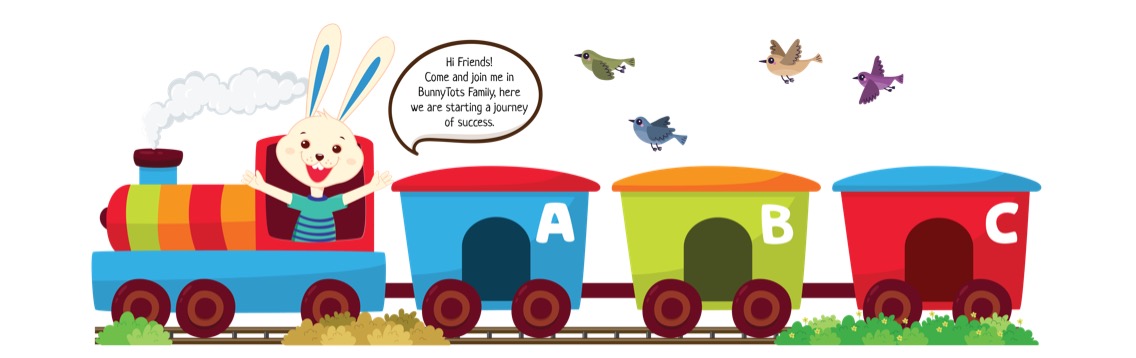 Hi Friends!
Come and join me in
BunnyTots Family, here
we are starting a journey
of success.
A
B
C